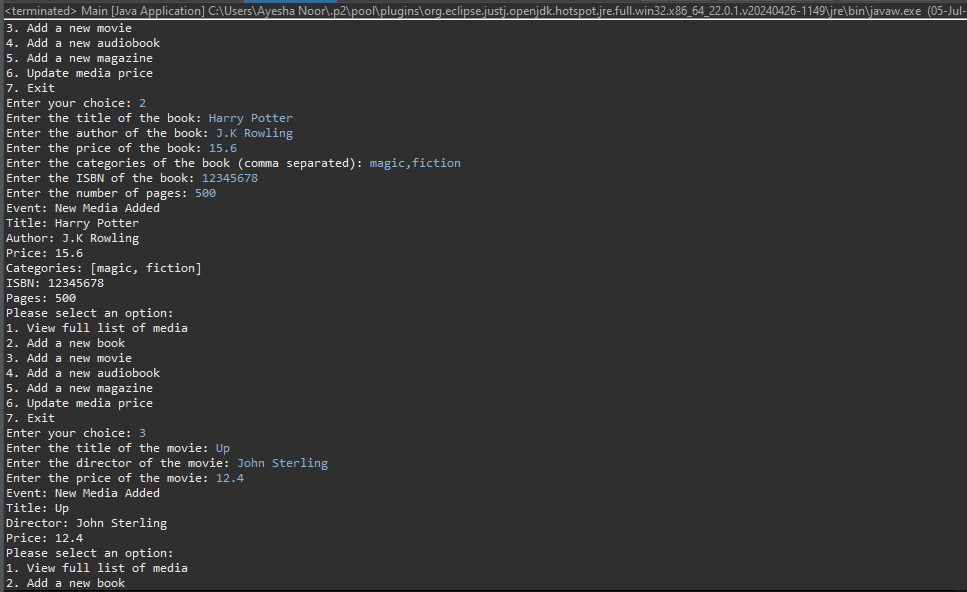 <terminated> Main [Java Application] C:\Users\Ayesha Noor\.p2\pool\plugins\org.eclipse.justj.openjdk.hotspot.jre.full.win32.x86_64_22.0.1.v20240426-1149\jre\bin\javaw.exe (05-Jul-
3. Add a new movie
4. Add a new audiobook
5. Add a new magazine
6. Update media price
7. Exit
Enter your choice: 2
Enter the title of the book: Harry Potter
Enter the author of the book: J.K Rowling
Enter the price of the book: 15.6
Enter the categories of the book (comma separated): magic,fiction
Enter the ISBN of the book: 12345678
Enter the number of pages: 500
Event: New Media Added
Title: Harry Potter
Author: J.K Rowling
Price: 15.6
Categories: [magic, fiction]
ISBN: 12345678
Pages: 500
Please select an option:
1. View full list of media
2. Add a new book
3. Add a new movie
4. Add a new audiobook
5. Add a new magazine
6. Update media price
7. Exit
Enter your choice: 3
Enter the title of the movie: Up
Enter the director of the movie: John Sterling
Enter the price of the movie: 12.4
Event: New Media Added
Title: Up
Director: John Sterling
Price: 12.4
Please select an option:
1. View full list of media
2. Add a new book